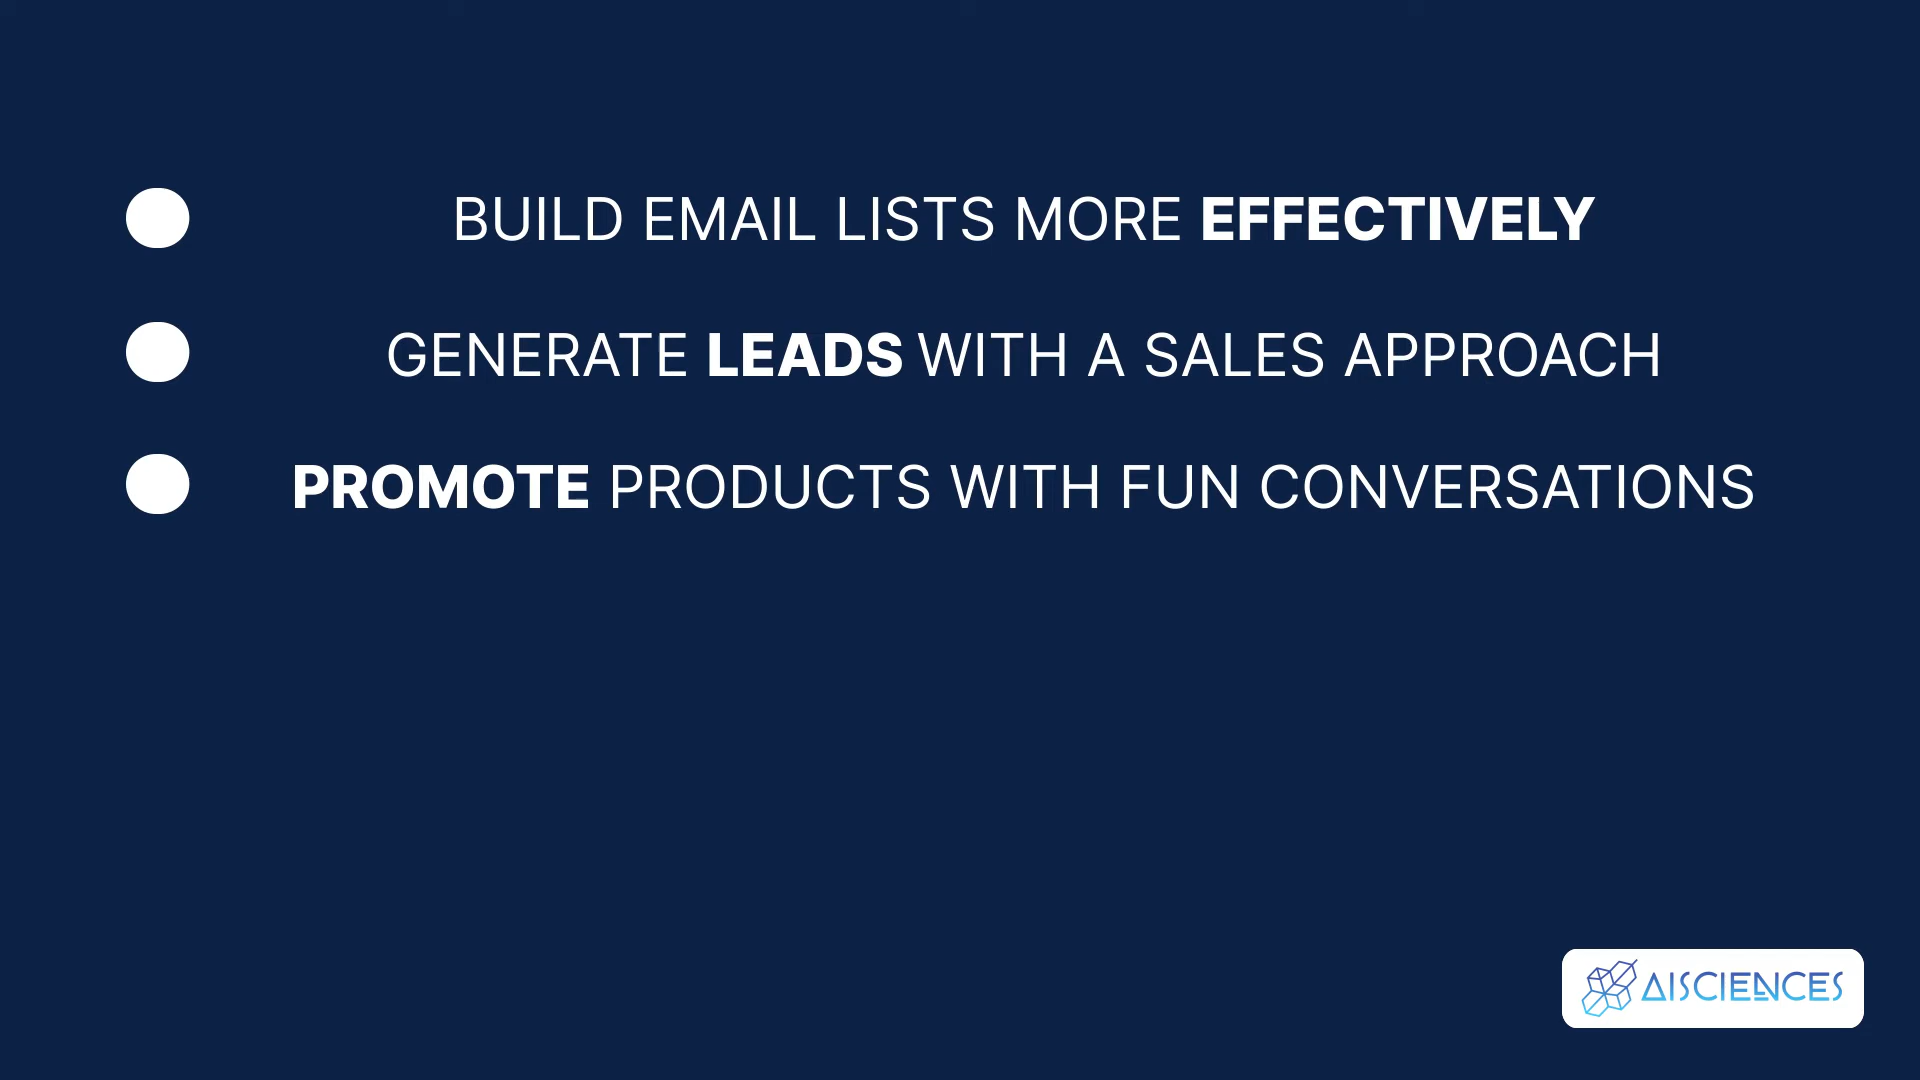 BUILD EMAIL LISTS MORE EFFECTIVELY
GENERATE LEADS WITH A SALES APPROACH
PROMOTE PRODUCTS WITH FUN CONVERSATIONS
AISCIENCES